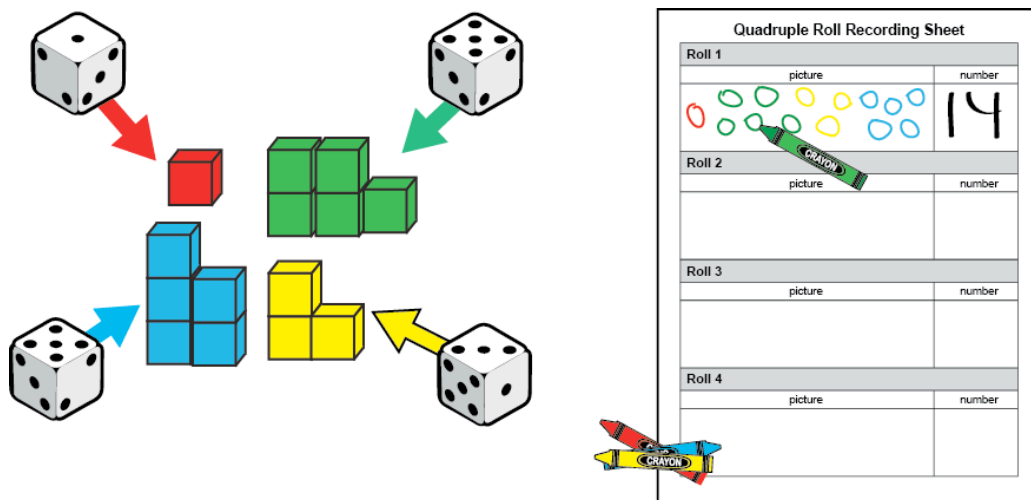 Quadruple Roll Recording Sheet
Roll 1
picture number
14
CRAYON
Roll 2
picture number
Roll 3
picture number
Roll 4
picture number
CRAYON